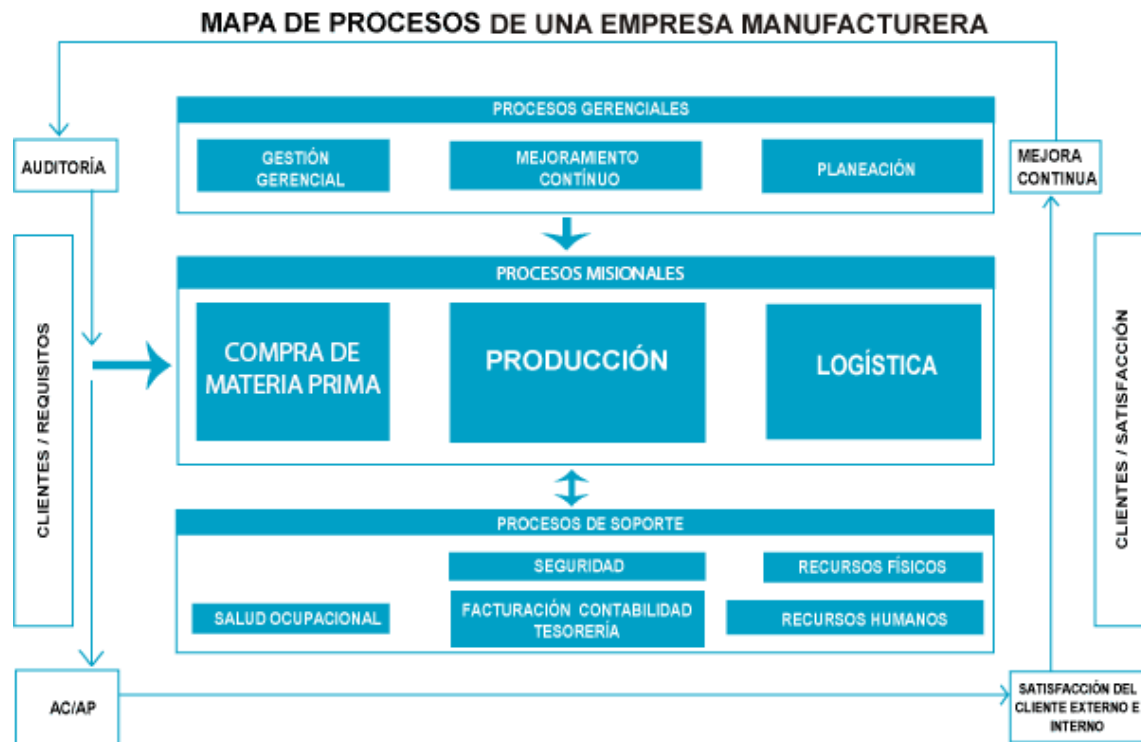 MAPA DE PROCESOS DE UNA EMPRESA MANUFACTURERA
PROCESOS GERENCIALES
AUDITORÍA
GESTIÓN
GERENCIAL
MEJORAMIENTO
CONTÍNUO
PLANEACIÓN
MEJORA
CONTINUA
CLIENTES / REQUISITOS
PROCESOS MISIONALES
COMPRA DE
MATERIA PRIMA
PRODUCCIÓN
LOGÍSTICA
CLIENTES / SATISFACCIÓN
PROCESOS DE SOPORTE
SEGURIDAD
RECURSOS FÍSICOS
SALUD OCUPACIONAL
FACTURACIÓN CONTABILIDAD
TESORERÍA
RECURSOS HUMANOS
AC/AP
SATISFACCIÓN DEL
CLIENTE EXTERNO E
INTERNO